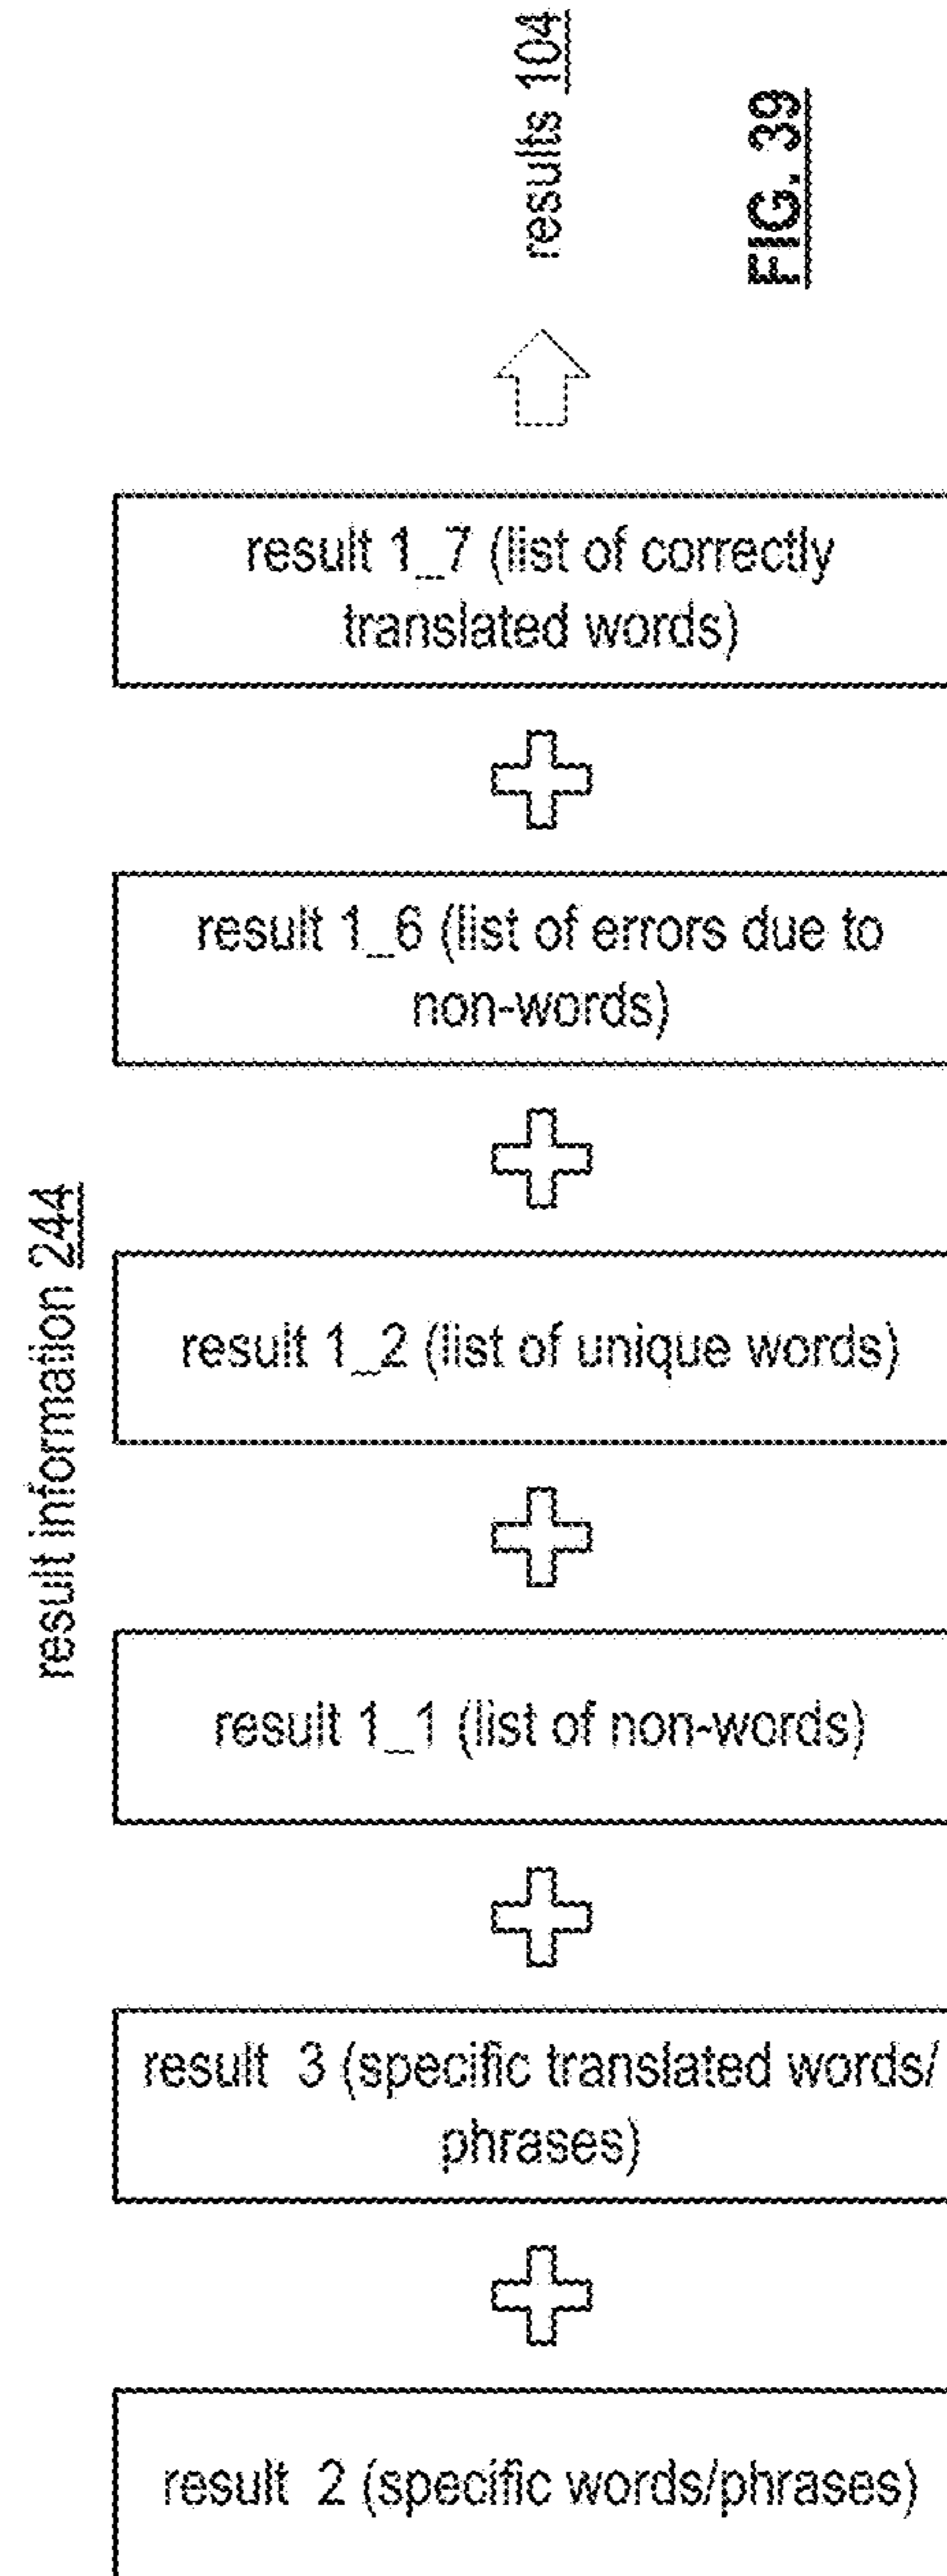 result information 244
result 1_7 (list of correctly
translated words)
result 1_6 (list of errors due to
non-words)
result 1_2 (list of unique words)
result 1_1 (list of non-words)
result 3 (specific translated words/
phrases)
result 2 (specific words/phrases)
results 104
FIG. 39